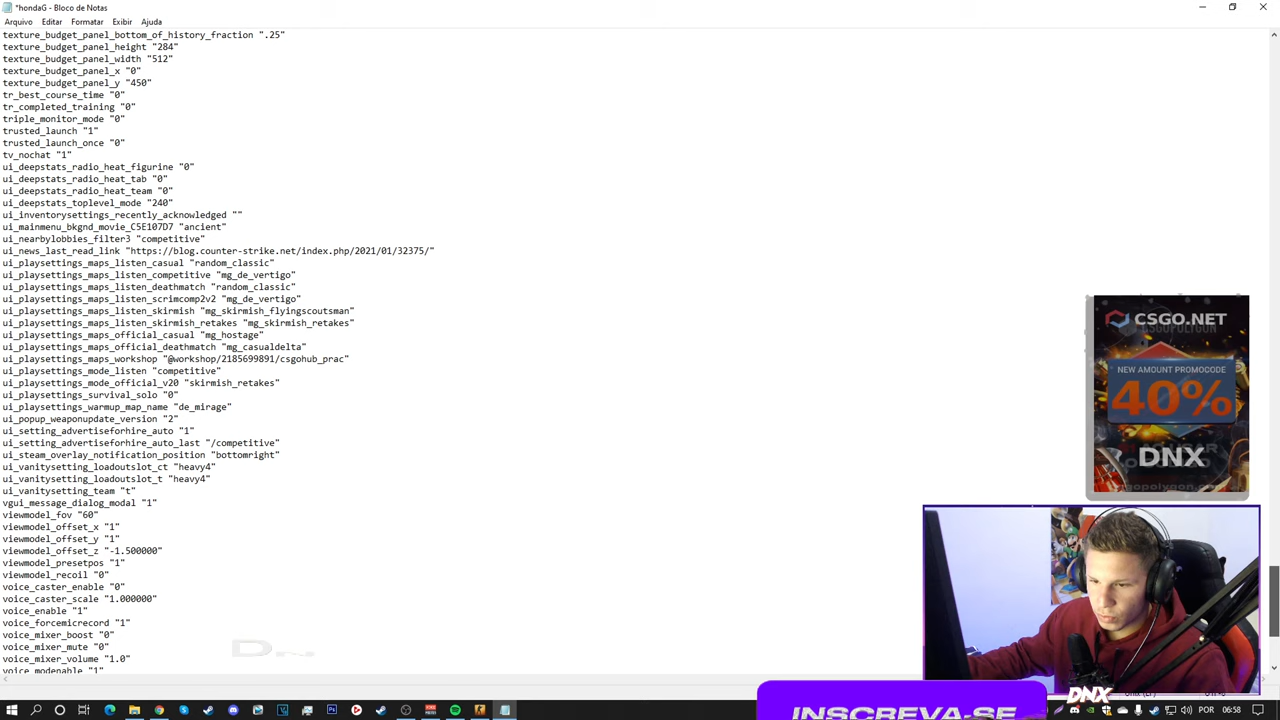 *hondaG - Bloco de Notas
Arquivo Editar Formatar Exibir Ajuda
texture_budget_panel_bottom_of_history_fraction ".25"
texture_budget_panel_height "284"
texture_budget_panel_width "512"
texture_budget_panel_x "0"
texture_budget_panel_y "450"
tr_best_course_time "0"
tr_completed_training "0"
triple_monitor_mode "0"
trusted_launch "1"
trusted_launch_once "0"
tv_nochat "1"
ui_deepstats_radio_heat_figurine "0"
ui_deepstats_radio_heat_tab "0"
ui_deepstats_radio_heat_team "0"
ui_deepstats_toplevel_mode "240"
ui_inventorysettings_recently_acknowledged ""
ui_mainmenu_bkgnd_movie_C5E107D7 "ancient"
ui_nearbylobbies_filter3 "competitive"
ui_news_last_read_link "https://blog.counter-strike.net/index.php/2021/01/32375/"
ui_playsettings_maps_listen_casual "random_classic"
ui_playsettings_maps_listen_competitive "mg_de_vertigo"
ui_playsettings_maps_listen_deathmatch "random_classic"
ui_playsettings_maps_listen_scrimcomp2v2 "mg_de_vertigo"
ui_playsettings_maps_listen_skirmish "mg_skirmish_flyingscoutsman"
ui_playsettings_maps_listen_skirmish_retakes "mg_skirmish_retakes"
ui_playsettings_maps_official_casual "mg_hostage"
ui_playsettings_maps_official_deathmatch "mg_casualdelta"
ui_playsettings_maps_workshop "@workshop/2185699891/csgohub_prac"
ui_playsettings_mode_listen "competitive"
ui_playsettings_mode_official_v20 "skirmish_retakes"
ui_playsettings_survival_solo "0"
ui_playsettings_warmup_map_name "de_mirage"
ui_popup_weaponupdate_version "2"
ui_setting_advertiseforhire_auto "1"
ui_setting_advertiseforhire_auto_last "/competitive"
ui_steam_overlay_notification_position "bottomright"
ui_vanitysetting_loadoutslot_ct "heavy4"
ui_vanitysetting_loadoutslot_t "heavy4"
ui_vanitysetting_team "t"
vgui_message_dialog_modal "1"
viewmodel_fov "60"
viewmodel_offset_x "1"
viewmodel_offset_y "1"
viewmodel_offset_z "-1.500000"
viewmodel_presetpos "1"
viewmodel_recoil "0"
voice_caster_enable "0"
voice_caster_scale "1.000000"
voice_enable "1"
voice_forcemicrecord "1"
voice_mixer_boost "0"
voice_mixer_mute "0"
voice_mixer_volume "1.0"
voice_modenable "1"
CSGO.NET
NEW AMOUNT PROMOCODE
40%
DNX
DNX
INSCREVA-SE
POR 06:58